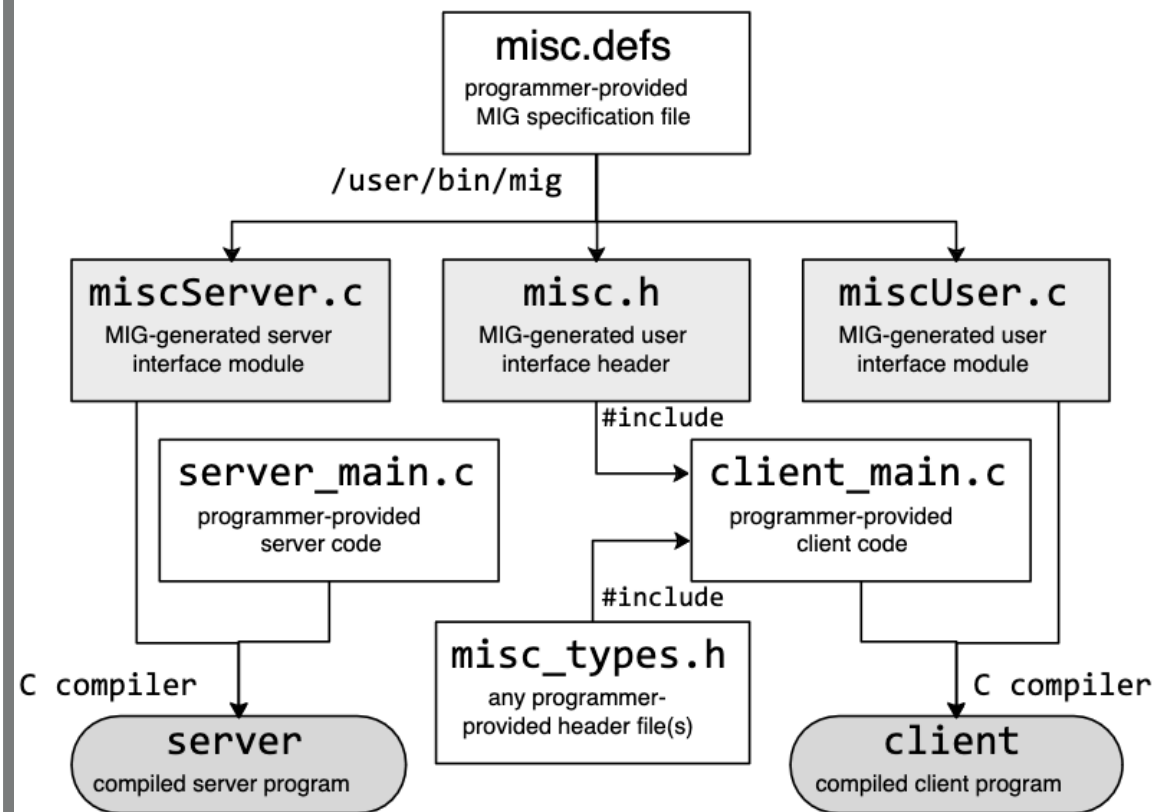 misc.defs
programmer-provided
MIG specification file
/user/bin/mig
miscServer.c
MIG-generated server
interface module
misc.h
MIG-generated user
interface header
miscUser.c
MIG-generated user
interface module
#include
server_main.c
programmer-provided
server code
client_main.c
programmer-provided
client code
#include
misc_types.h
any programmer-
provided header file(s)
C compiler
C compiler
server
compiled server program
client
compiled client program